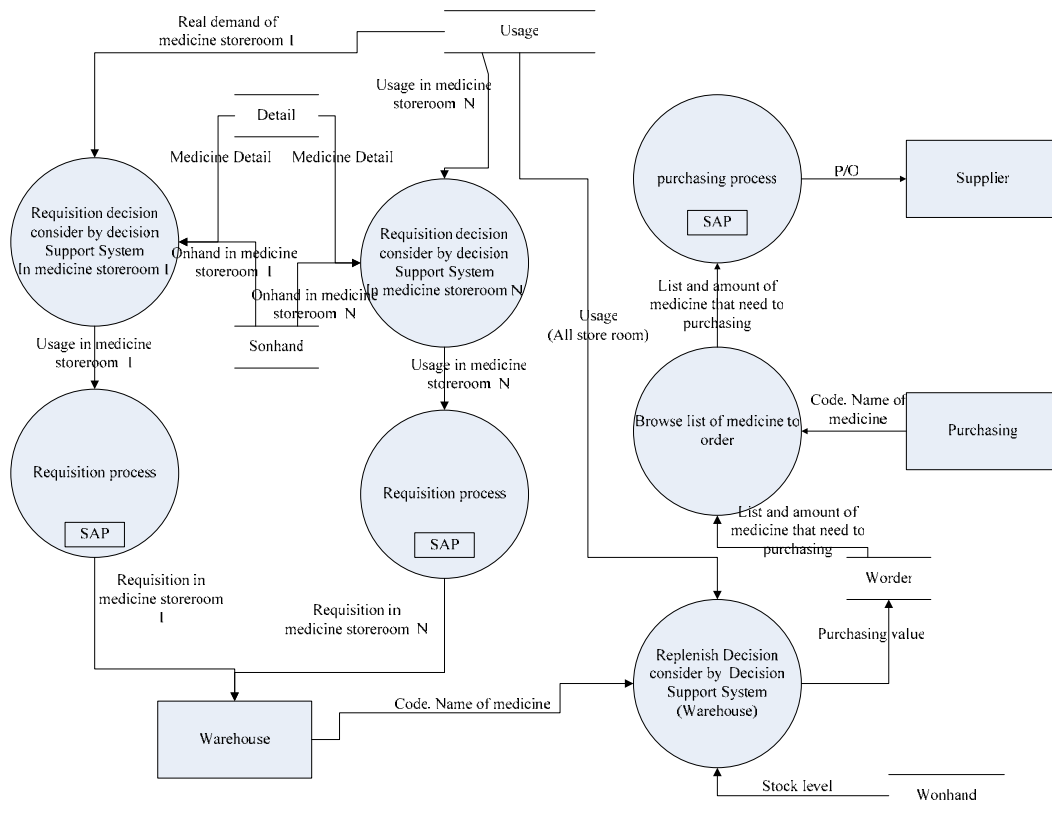 Real demand of
medicine storeroom I
Usage
Usage in medicine
storeroom N
Detail
Medicine Detail
Medicine Detail
purchasing process
SAP
P/O
Supplier
Requisition decision
consider by decision
Support System
In medicine storeroom I
Requisition decision
consider by decision
Support System
In medicine storeroom N
Onhand in medicine
storeroom I
Onhand in medicine
storeroom N
Sonhand
List and amount of
medicine that need to
purchasing
Usage
(All store room)
Usage in medicine
storeroom I
Usage in medicine
storeroom N
Code. Name of
medicine
Purchasing
Browse list of medicine to
order
Requisition process
SAP
Requisition process
SAP
List and amount of
medicine that need to
purchasing
Worder
Requisition in
medicine storeroom
I
Requisition in
medicine storeroom N
Purchasing value
Replenish Decision
consider by Decision
Support System
(Warehouse)
Code. Name of medicine
Warehouse
Stock level
Wonhand